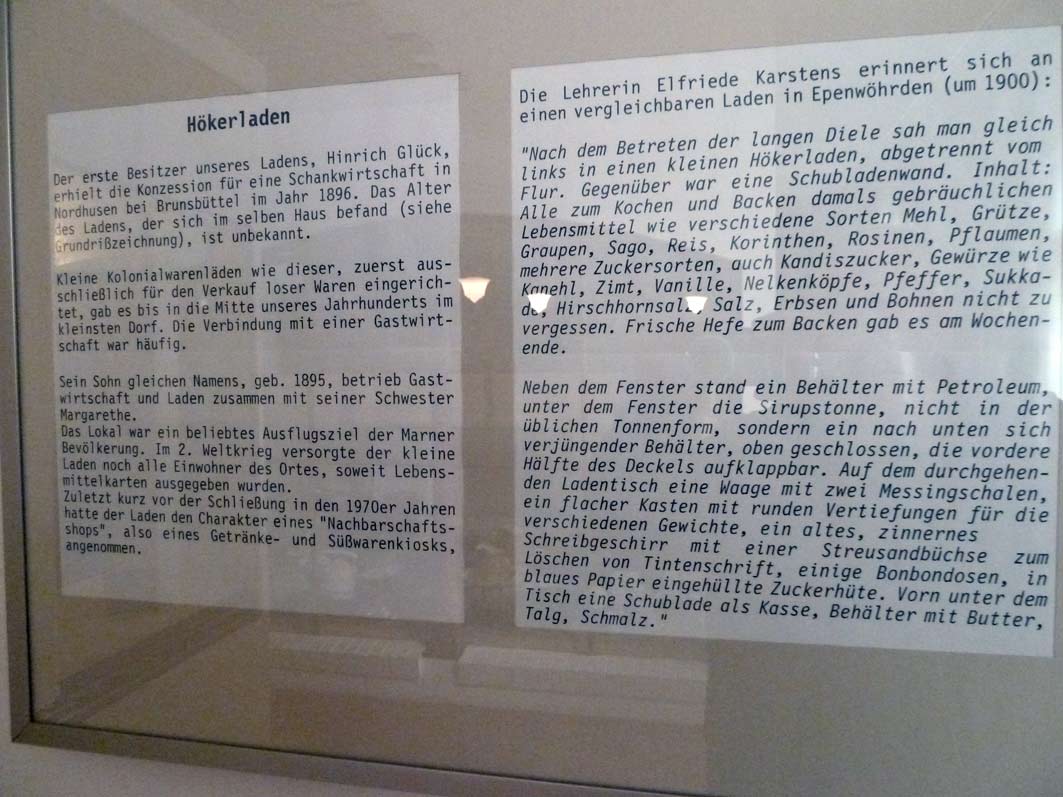 Hökerladen
Der erste Besitzer unseres Ladens, Hinrich Glück,
erhielt die Konzession für eine Schankwirtschaft in
Nordhusen bei Brunsbüttel im Jahr 1896. Das Alter
des Ladens, der sich im selben Haus befand (siehe
Grundrißzeichnung), ist unbekannt.
Kleine Kolonialwarenläden wie dieser, zuerst aus-
schließlich für den Verkauf loser Waren eingerich-
tet, gab es bis in die Mitte unseres Jahrhunderts im
kleinsten Dorf. Die Verbindung mit einer Gastwirt-
schaft war häufig.
Sein Sohn gleichen Namens, geb. 1895, betrieb Gast-
wirtschaft und Laden zusammen mit seiner Schwester
Margarethe.
Das Lokal war ein beliebtes Ausflugsziel der Marner
Bevölkerung. Im 2. Weltkrieg versorgte der kleine
Laden noch alle Einwohner des Ortes, soweit Lebens-
mittelkarten ausgegeben wurden.
Zuletzt kurz vor der Schließung in den 1970er Jahren
hatte der Laden den Charakter eines "Nachbarschafts-
shops", also eines Getränke- und Süßwarenkiosks,
angenommen.
Die Lehrerin Elfriede Karstens erinnert sich an
einen vergleichbaren Laden in Epenwöhrden (um 1900):
"Nach dem Betreten der langen Diele sah man gleich
links in einen kleinen Hökerladen, abgetrennt vom
Flur. Gegenüber war eine Schubladenwand. Inhalt:
Alle zum Kochen und Backen damals gebräuchlichen
Lebensmittel wie verschiedene Sorten Mehl, Grütze,
Graupen, Sago, Reis, Korinthen, Rosinen, Pflaumen,
mehrere Zuckersorten, auch Kandiszucker, Gewürze wie
Kanehl, Zimt, Vanille, Nelkenköpfe, Pfeffer, Sukka-
de, Hirschhornsalz, Salz, Erbsen und Bohnen nicht zu
vergessen. Frische Hefe zum Backen gab es am Wochen-
ende.
Neben dem Fenster stand ein Behälter mit Petroleum,
unter dem Fenster die Sirupstonne, nicht in der
üblichen Tonnenform, sondern ein nach unten sich
verjüngender Behälter, oben geschlossen, die vordere
Hälfte des Deckels aufklappbar. Auf dem durchgehen-
den Ladentisch eine Waage mit zwei Messingschalen,
ein flacher Kasten mit runden Vertiefungen für die
verschiedenen Gewichte, ein altes, zinnernes
Schreibgeschirr mit einer Streusandbüchse zum
Löschen von Tintenschrift, einige Bonbondosen, in
blaues Papier eingehüllte Zuckerhüte. Vorn unter dem
Tisch eine Schublade als Kasse, Behälter mit Butter,
Talg, Schmalz."